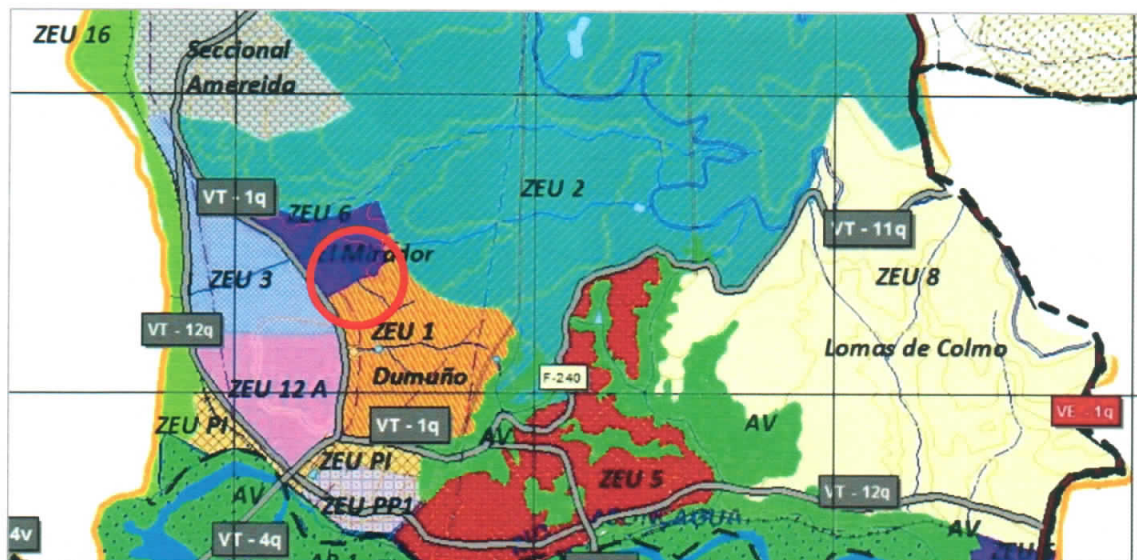 ZEU 16
Seccional
Amereida
ZEU 2
VT - 1q
ZEU 6
El Mirador
VT - 11q
ZEU 3
ZEU 8
VT - 12q
ZEU 1
Lomas de Colmo
Dumuño
F-240
ZEU 12 A
VE - 1q
ZEU PI
VT - 1q
AV
AV
ZEU PI
ZEU 5
VT - 12q
AV
ZEU PP1
AV
4v
VT - 4q